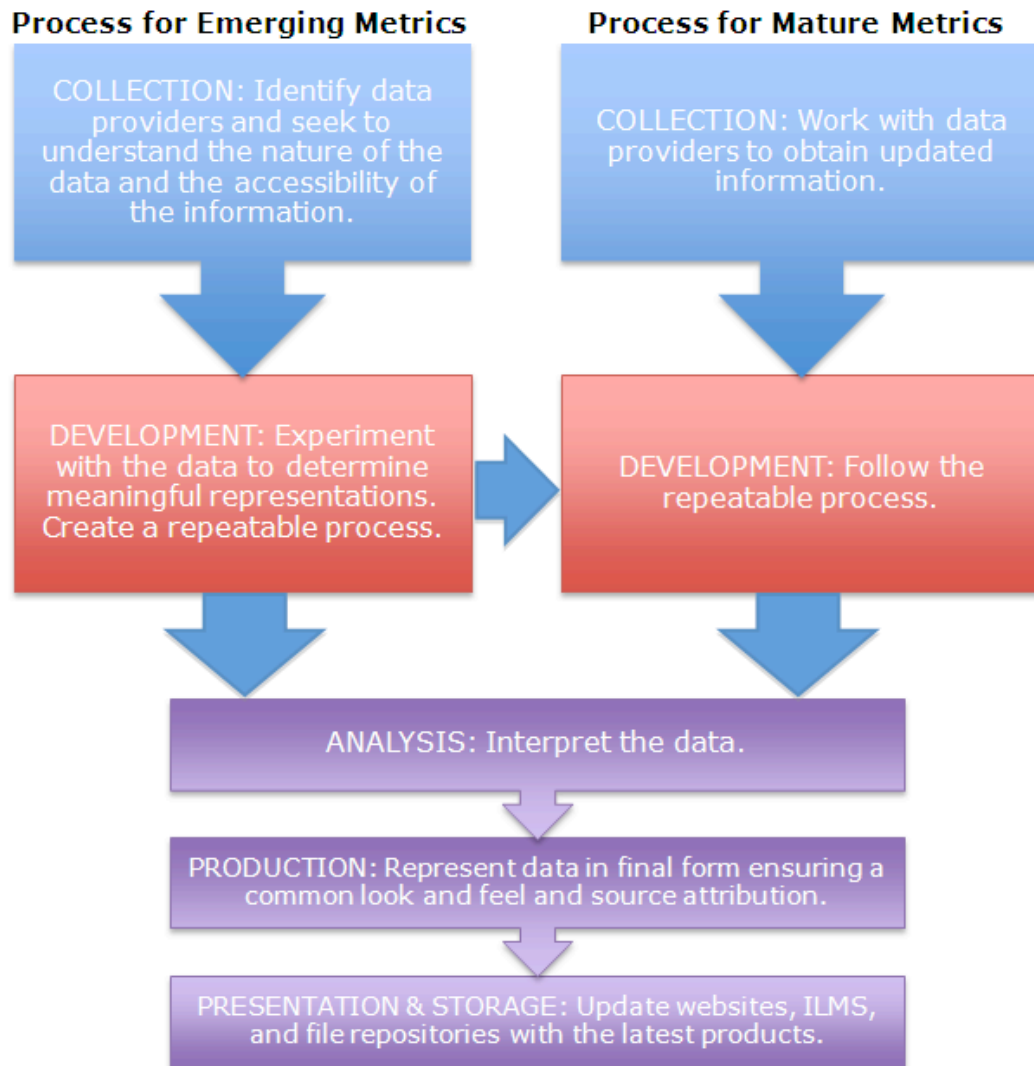 Process for Emerging Metrics
Process for Mature Metrics
COLLECTION: Identify data
providers and seek to
understand the nature of the
data and the accessibility of
the information.
COLLECTION: Work with data
providers to obtain updated
information.
DEVELOPMENT: Experiment
with the data to determine
meaningful representations.
Create a repeatable process.
DEVELOPMENT: Follow the
repeatable process.
ANALYSIS: Interpret the data.
PRODUCTION: Represent data in final form ensuring a
common look and feel and source attribution.
PRESENTATION & STORAGE: Update websites, ILMS,
and file repositories with the latest products.